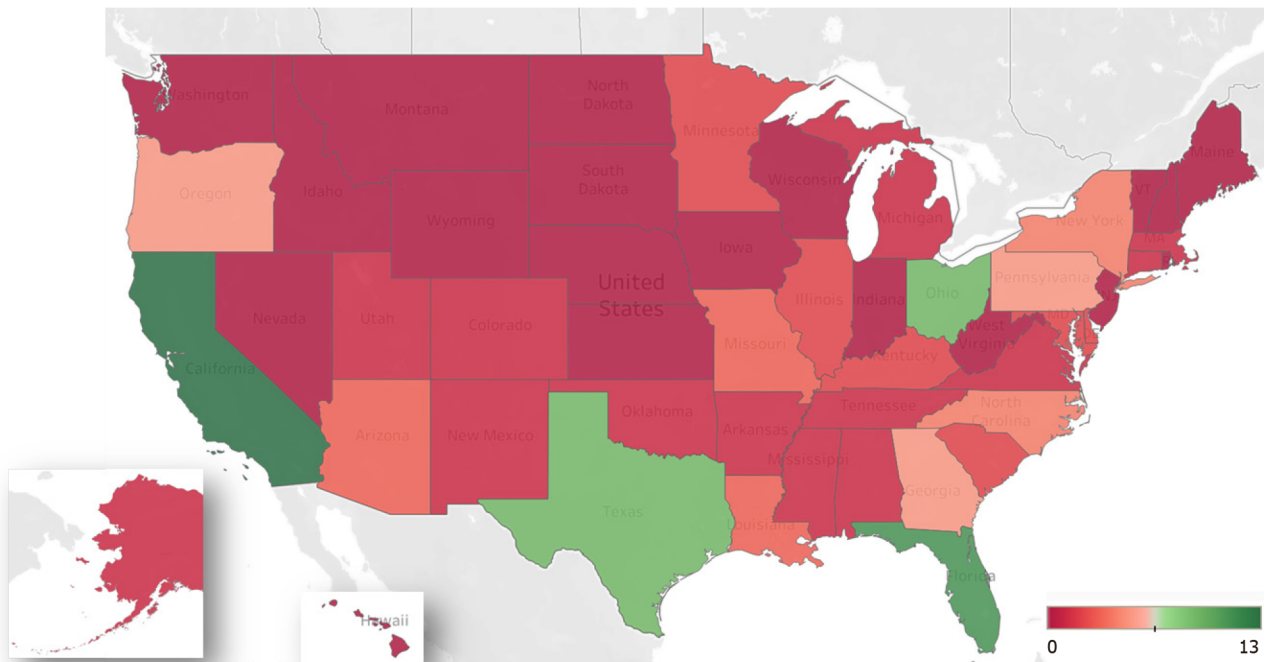 Washington
Montana
North
Dakota
Minnesota
Maine
Oregon
Idaho
South
Dakota
Wisconsin
VT
Wyoming
Michigan
New York
MA
Iowa
Pennsylvania
Nevada
Utah
United
States
Illinois
Indiana
Ohio
NJ
Colorado
MD
West
Virginia
California
Missouri
Kentucky
Arizona
New Mexico
Oklahoma
Tennessee
North
Carolina
Arkansas
Mississippi
Georgia
Texas
Louisiana
Florida
Hawaii
0
13